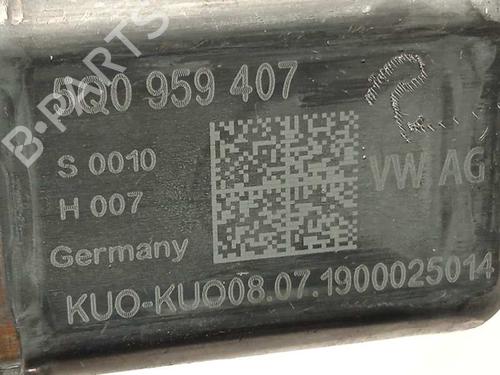 5Q0 959 407
S 0010
H 007
VW AG
Germany
KUO-KUO08.07.1900025014
B-PARTS